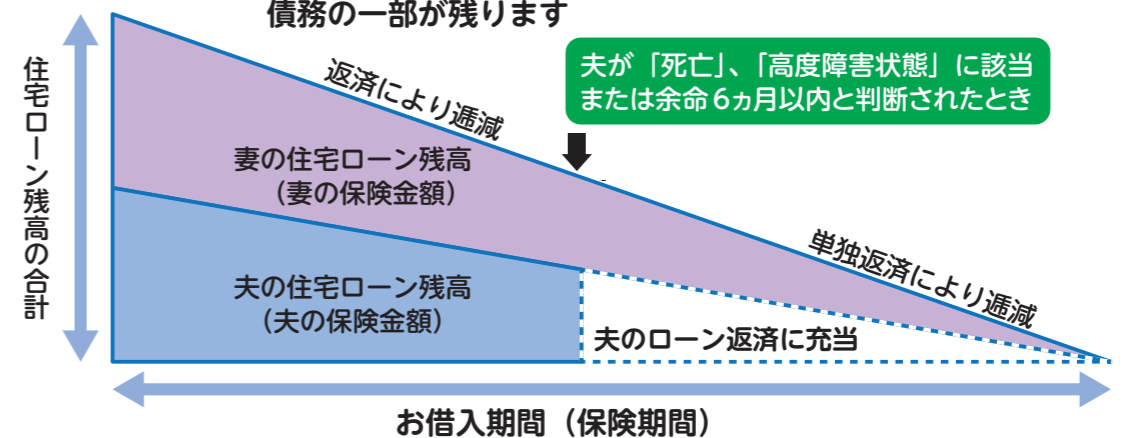 債務の一部が残ります
夫が「死亡」、「高度障害状態」に該当
または余命6ヵ月以内と判断されたとき
住宅ローン残高の合計
返済により逓減
妻の住宅ローン残高
（妻の保険金額）
単独返済により逓減
夫の住宅ローン残高
（夫の保険金額）
夫のローン返済に充当
お借入期間（保険期間）